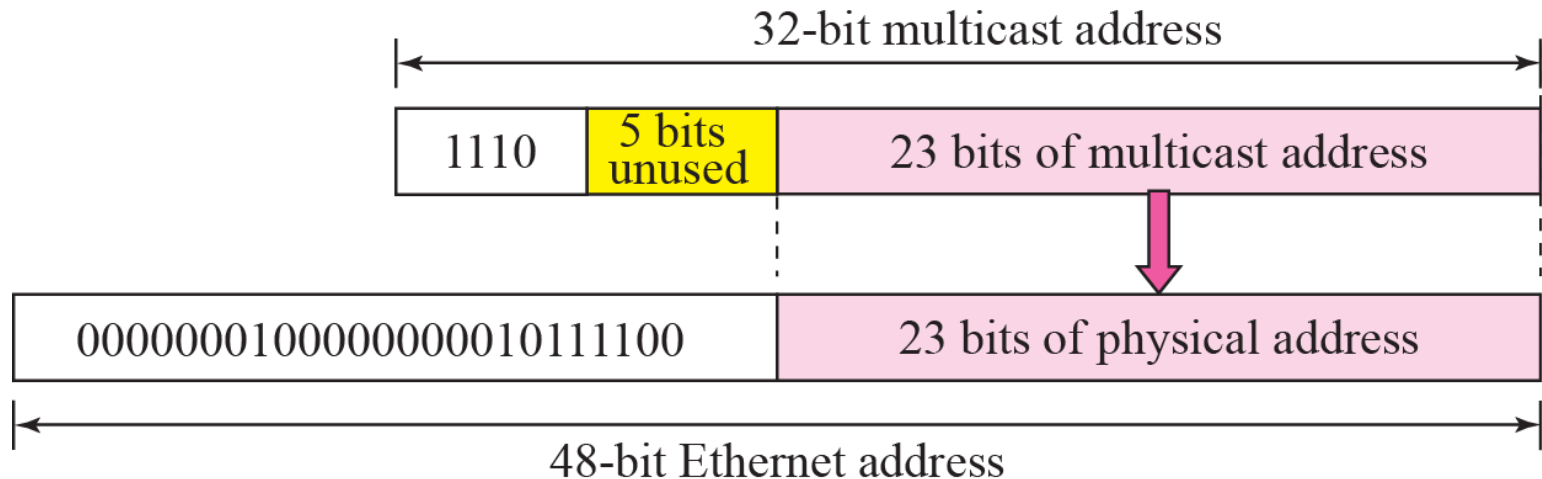 32-bit multicast address
1110
5 bits
unused
23 bits of multicast address
0000000100000000010111100
23 bits of physical address
48-bit Ethernet address